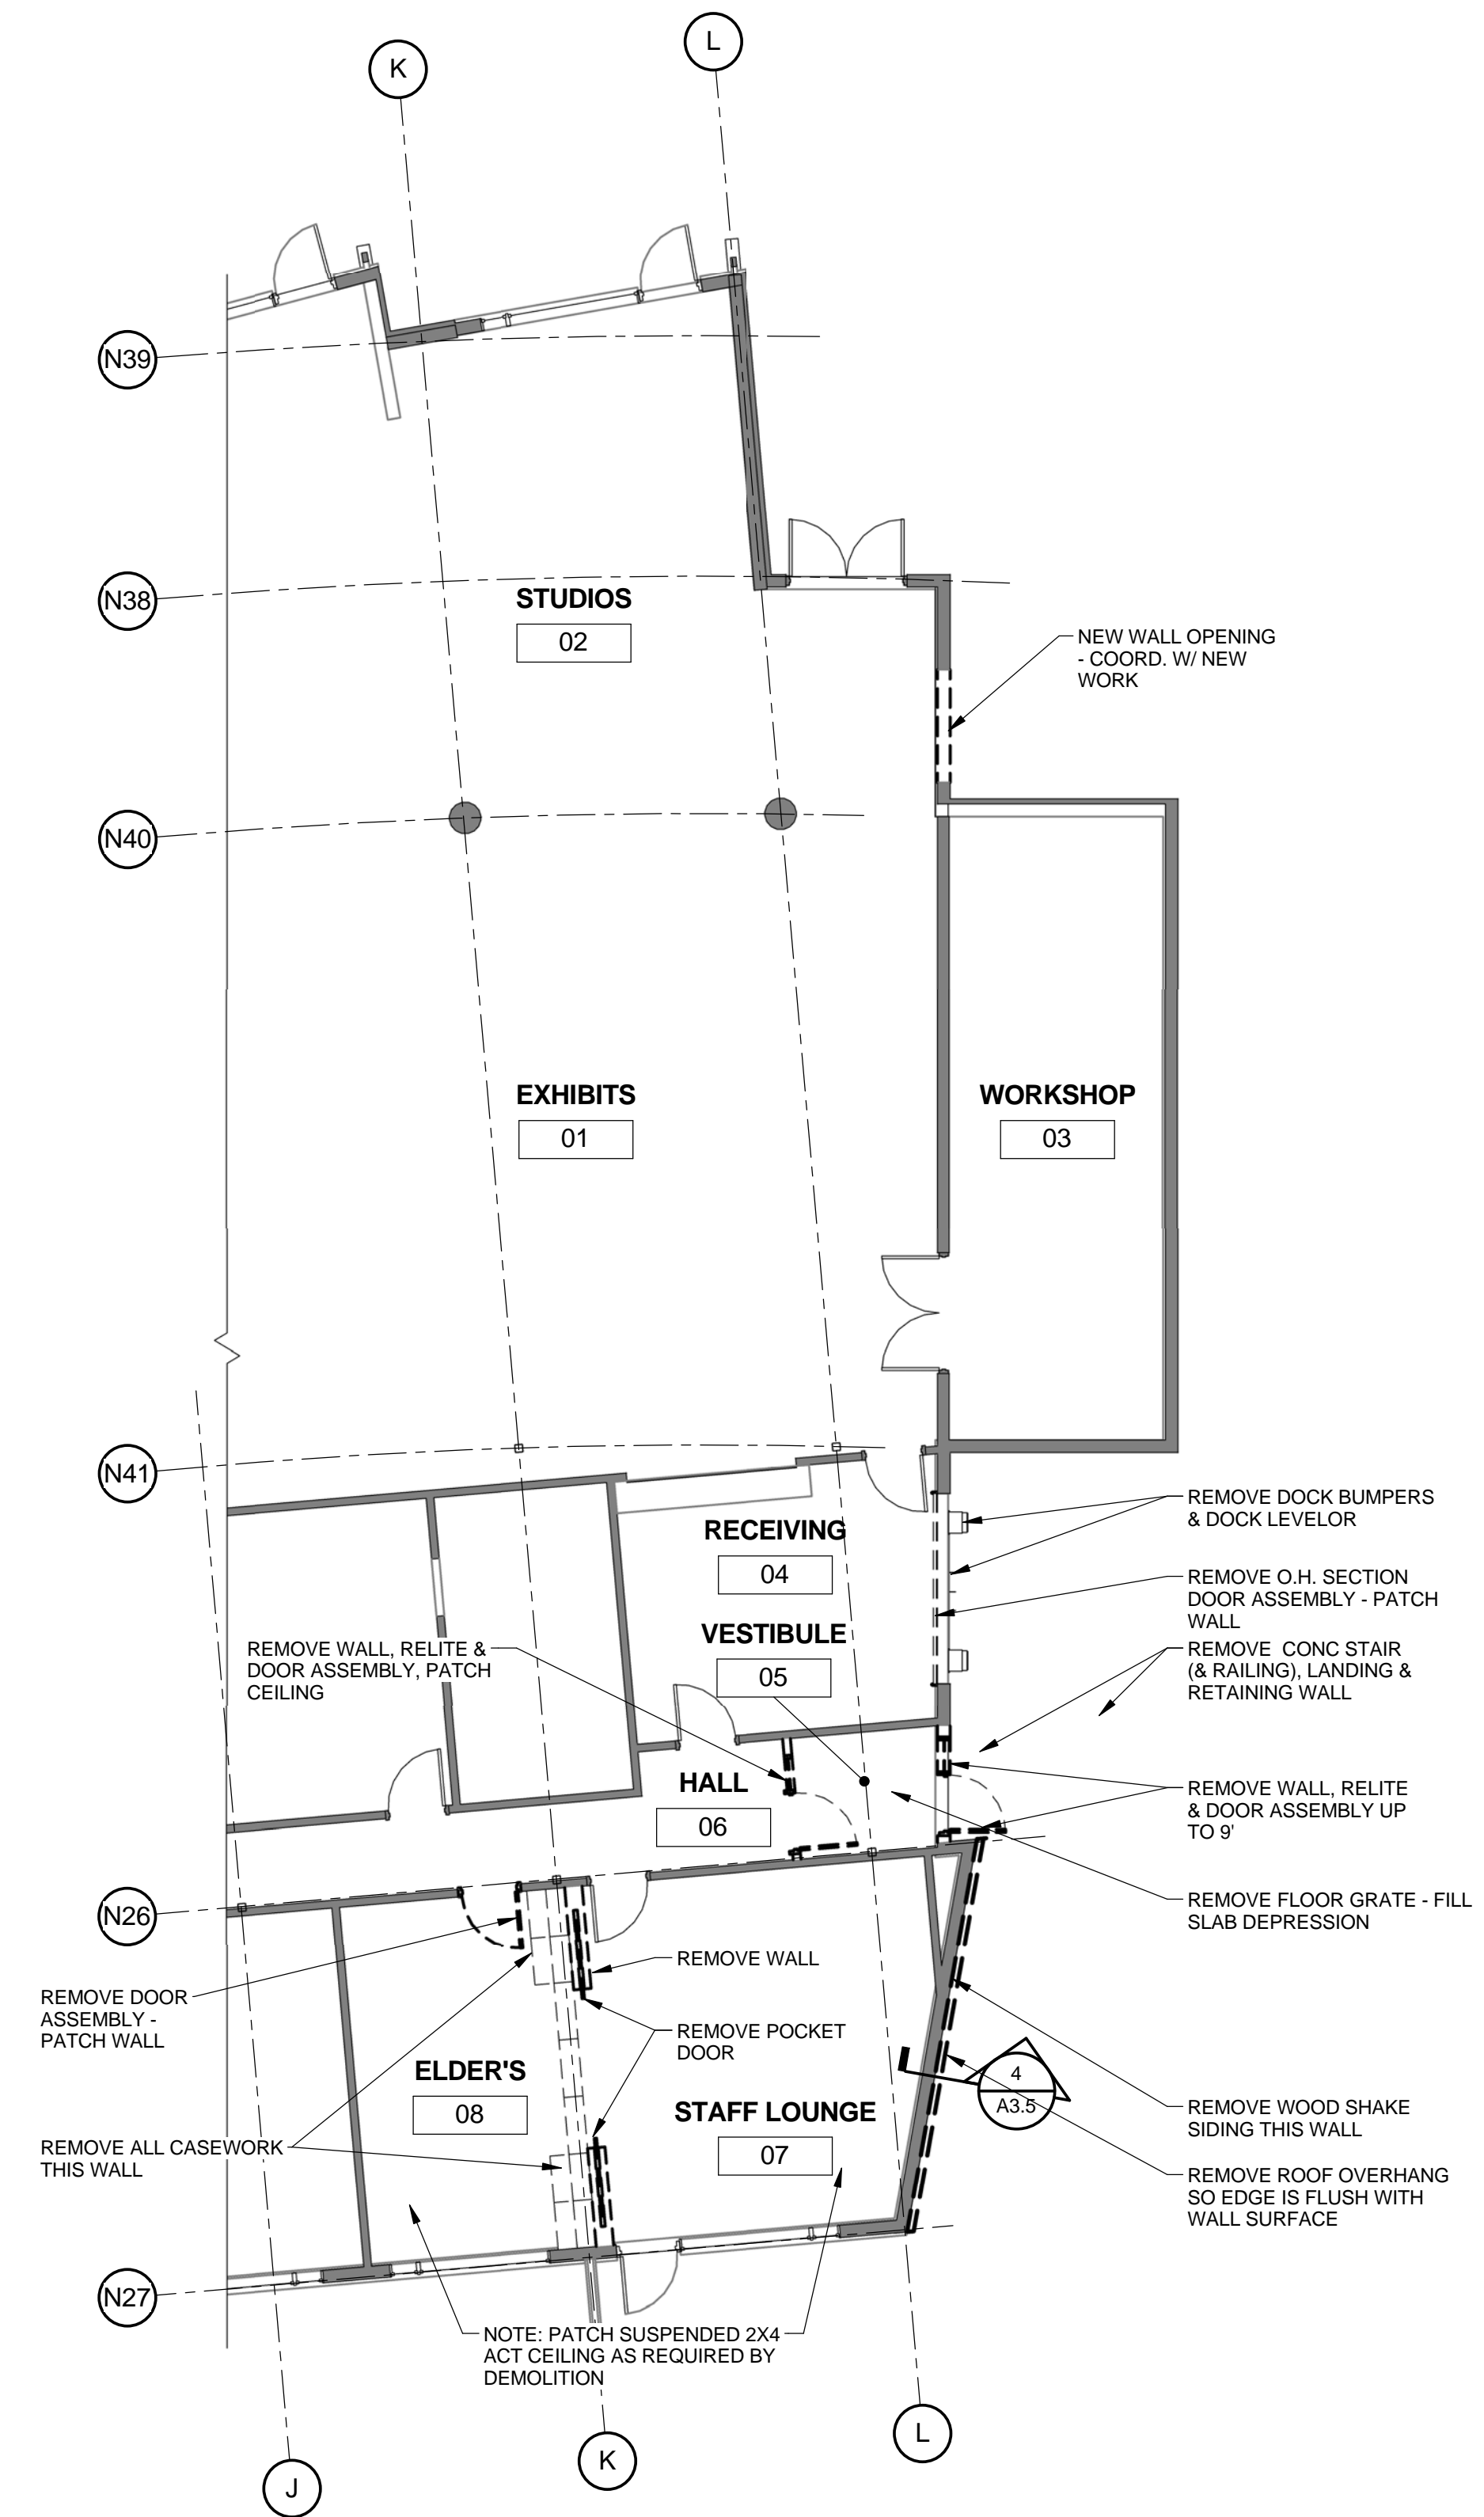 L
K
N39
N38
STUDIOS
02
NEW WALL OPENING
- COORD. W/ NEW
WORK
N40
EXHIBITS
01
WORKSHOP
03
N41
REMOVE DOCK BUMPERS
& DOCK LEVELOR
RECEIVING
04
REMOVE O.H. SECTION
DOOR ASSEMBLY - PATCH
WALL
VESTIBULE
05
REMOVE WALL, RELITE &
DOOR ASSEMBLY, PATCH
CEILING
REMOVE CONC STAIR
(& RAILING), LANDING &
RETAINING WALL
HALL
06
REMOVE WALL, RELITE
& DOOR ASSEMBLY UP
TO 9'
N26
REMOVE FLOOR GRATE - FILL
SLAB DEPRESSION
REMOVE WALL
REMOVE DOOR
ASSEMBLY -
PATCH WALL
REMOVE POCKET
DOOR
ELDER'S
08
4
A3.5
STAFF LOUNGE
07
REMOVE WOOD SHAKE
SIDING THIS WALL
REMOVE ALL CASEWORK
THIS WALL
REMOVE ROOF OVERHANG
SO EDGE IS FLUSH WITH
WALL SURFACE
N27
NOTE: PATCH SUSPENDED 2X4
ACT CEILING AS REQUIRED BY
DEMOLITION
L
K
J